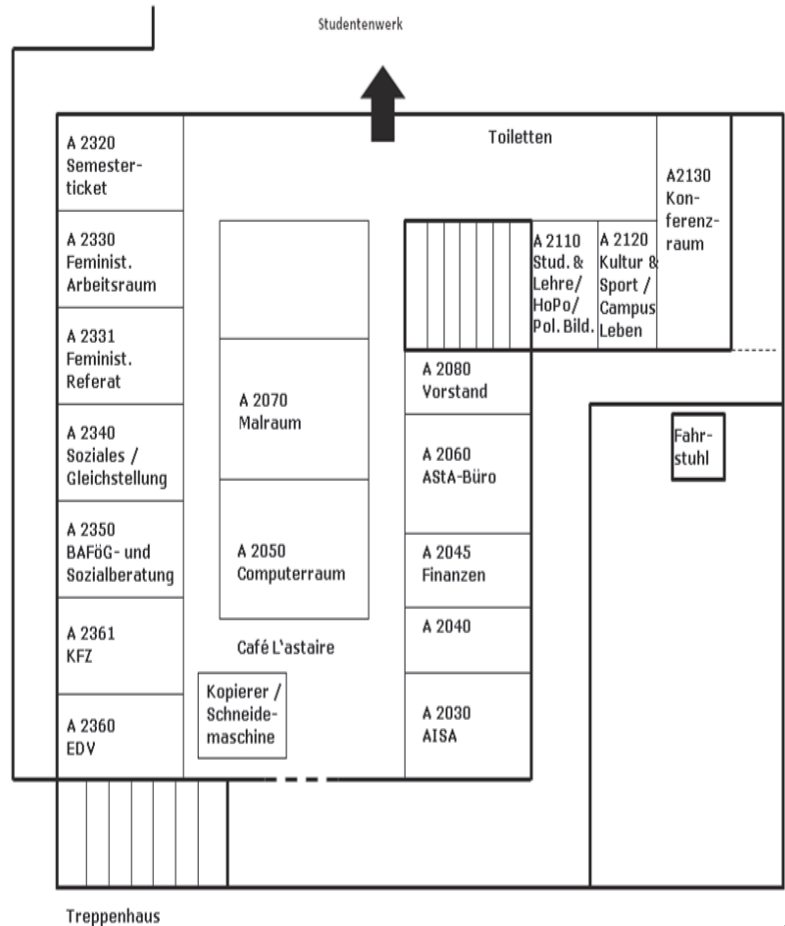 Studentenwerk
Toiletten
A 2320
Semester-
ticket
A 2330
Feminist.
Arbeitsraum
A 2331
Feminist.
Referat
A 2340
Soziales /
Gleichstellung
A 2350
BAFöG- und
Sozialberatung
A 2361
KFZ
A 2360
EDV
A 2070
Malraum
A 2050
Computerraum
Café L'astaire
Kopierer /
Schneide-
maschine
A 2110
Stud. &
Lehre/
HoPo/
Pol. Bild.
A 2120
Kultur &
Sport /
Campus
Leben
A2130
Kon-
ferenz-
raum
A 2080
Vorstand
A 2060
AStA-Büro
A 2045
Finanzen
A 2040
A 2030
AISA
Fahr-
stuhl
Treppenhaus